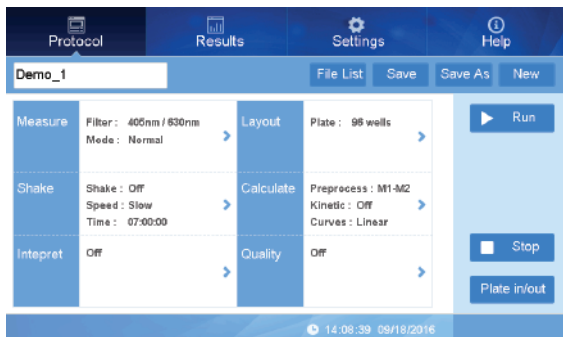 Protocol Results Settings Help
Demo_1 File List Save Save As New
Measure
Filter : 405nm / 630nm
Mode : Normal
Layout
Plate : 96 wells
Run
Shake
Shake : Off
Speed : Slow
Time : 07:00:00
Calculate
Preprocess : M1-M2
Kinetic : Off
Curves : Linear
Intepret
Off
Quality
Off
Stop
Plate in/out
14:08:39 09/18/2016